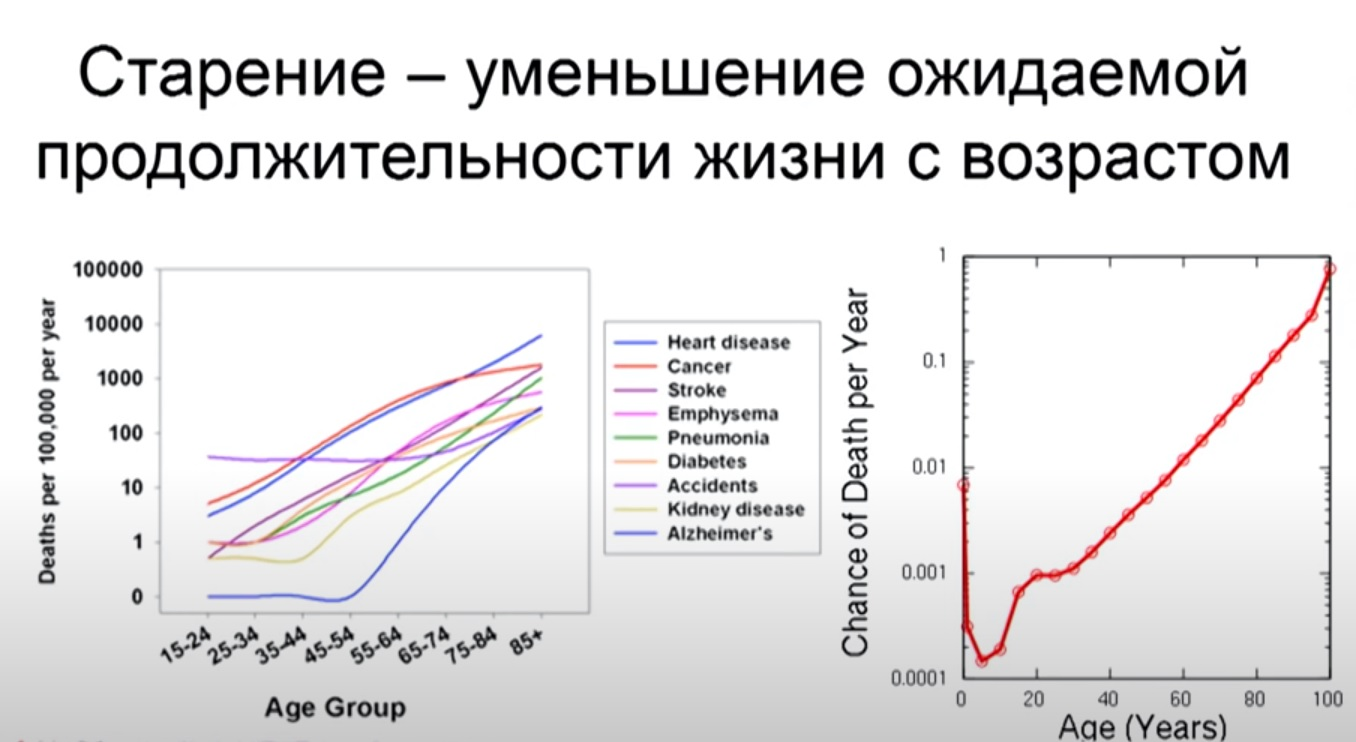 Старение – уменьшение ожидаемой
продолжительности жизни с возрастом
Deaths per 100,000 per year
100000
10000
1000
100
10
1
0
15-24
25-34
35-44
45-54
55-64
65-74
75-84
85+
Age Group
Heart disease
Cancer
Stroke
Emphysema
Pneumonia
Diabetes
Accidents
Kidney disease
Alzheimer's
Chance of Death per Year
1
0.1
0.01
0.001
0.0001
0 20 40 60 80 100
Age (Years)